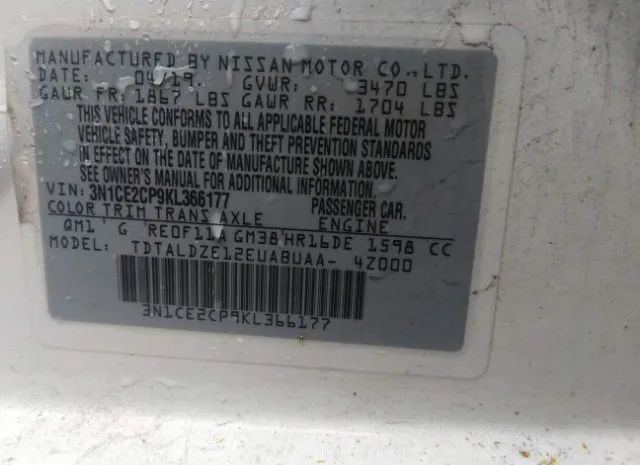 MANUFACTURED BY NISSAN MOTOR CO.,LTD.
DATE: 04/19. GVWR: 3470 LBS
GAWR FR: 1867 LBS GAWR RR: 1704 LBS
THIS VEHICLE CONFORMS TO ALL APPLICABLE FEDERAL MOTOR
VEHICLE SAFETY, BUMPER AND THEFT PREVENTION STANDARDS
IN EFFECT ON THE DATE OF MANUFACTURE SHOWN ABOVE.
SEE OWNER'S MANUAL FOR ADDITIONAL INFORMATION.
VIN: 3N1CE2CP9KL366177 PASSENGER CAR.
COLOR TRIM TRANS AXLE ENGINE
QM1 G RE0F11A GM38 HR16DE 1598 CC
MODEL: TDTALDZE12EUABUAA- 4Z000
3N1CE2CP9KL366177